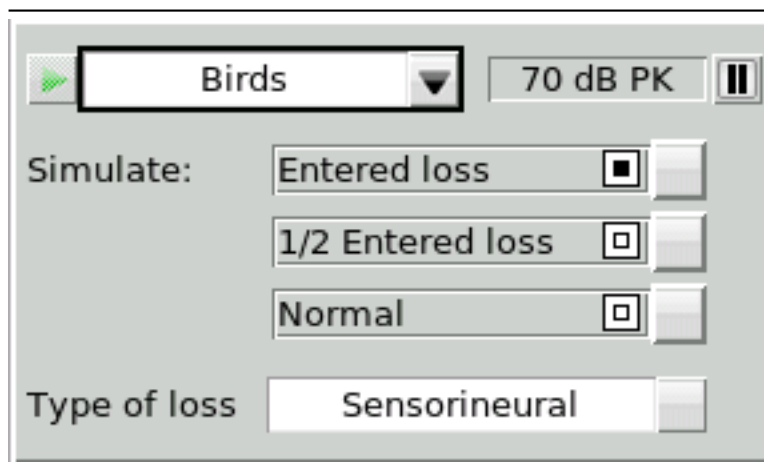 Birds 70 dB PK
Simulate: Entered loss
1/2 Entered loss
Normal
Type of loss Sensorineural